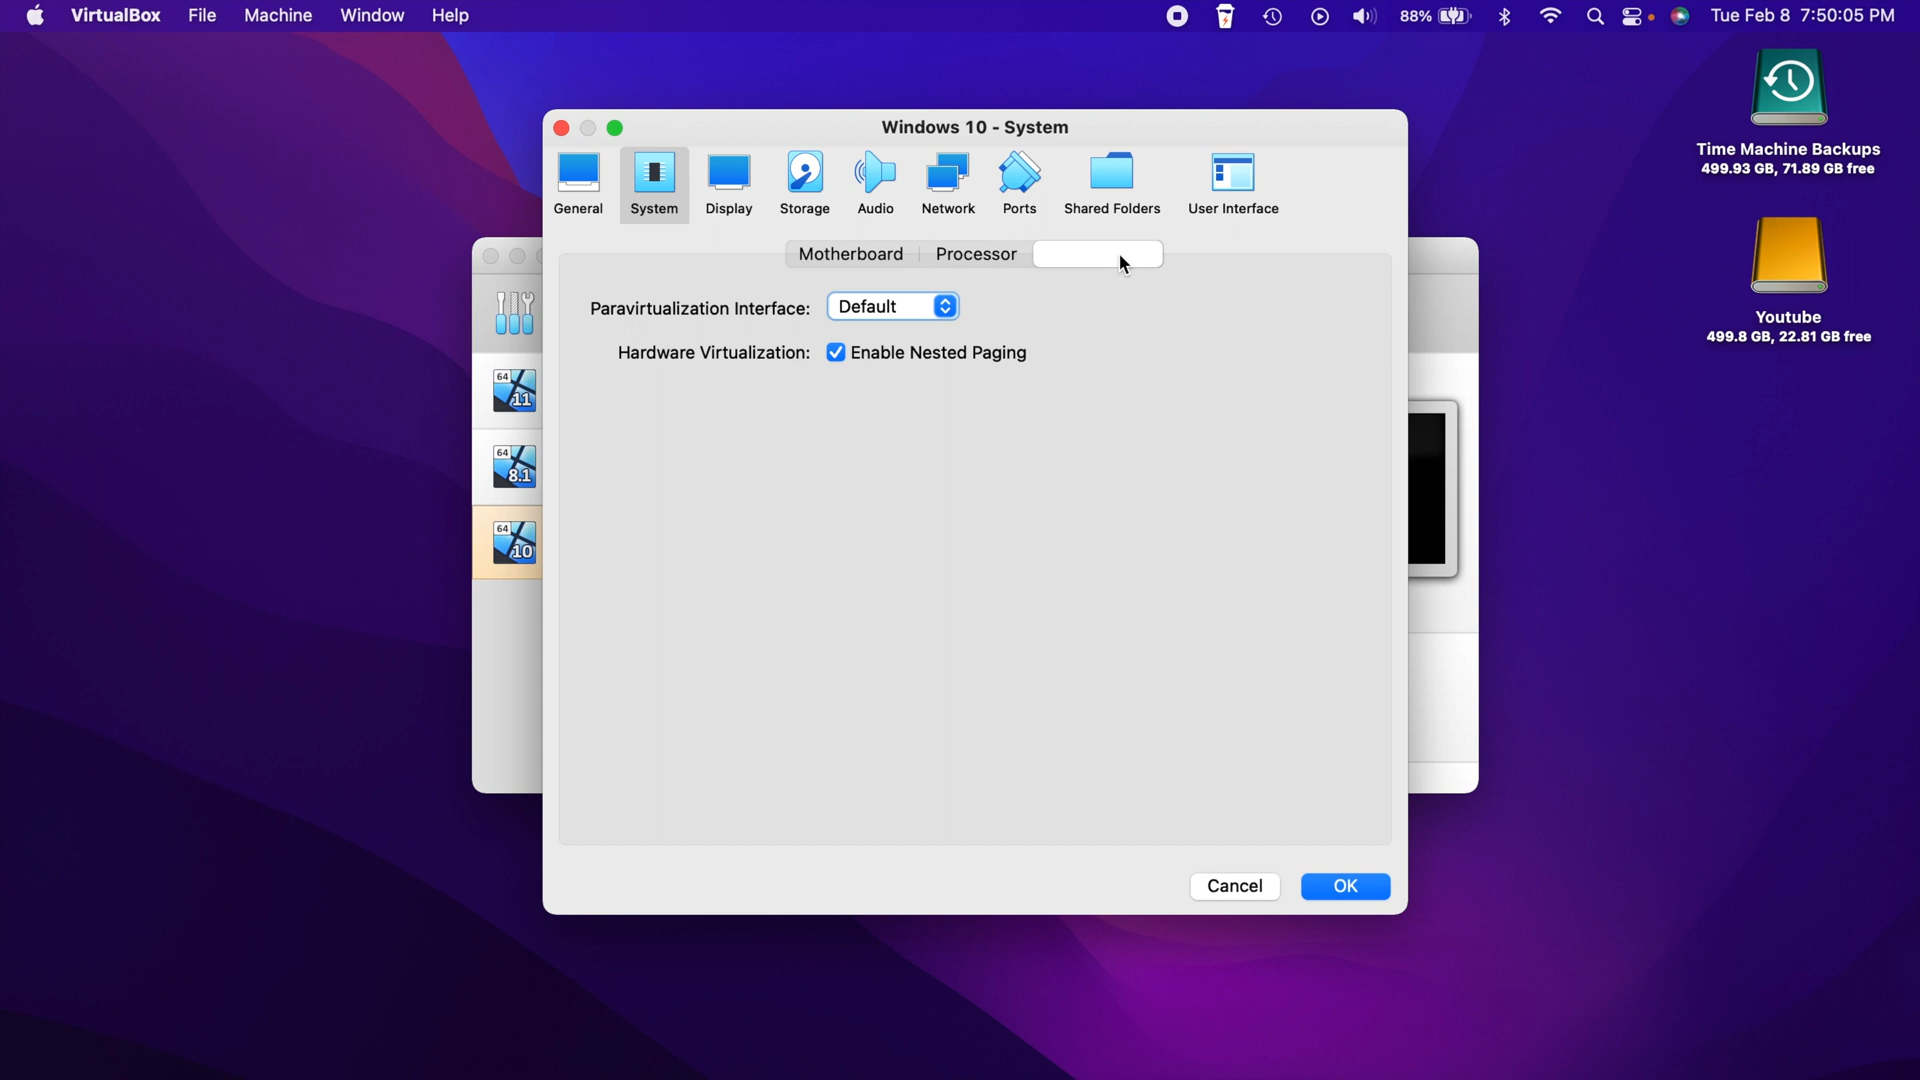 VirtualBox File Machine Window Help 88% Tue Feb 8 7:50:05 PM
Time Machine Backups
499.93 GB, 71.89 GB free
Youtube
499.8 GB, 22.81 GB free
Windows 10 - System
General System Display Storage Audio Network Ports Shared Folders User Interface
Motherboard Processor
Paravirtualization Interface: Default
Hardware Virtualization: Enable Nested Paging
64
11
64
8.1
64
10
Cancel OK